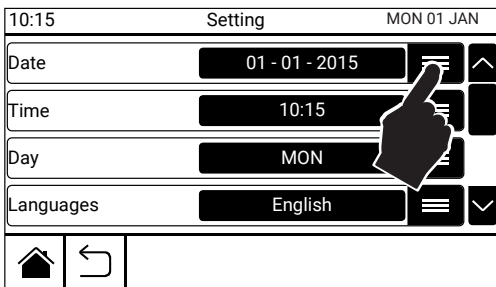 10:15 Setting MON 01 JAN
Date 01 - 01 - 2015
Time 10:15
Day MON
Languages English